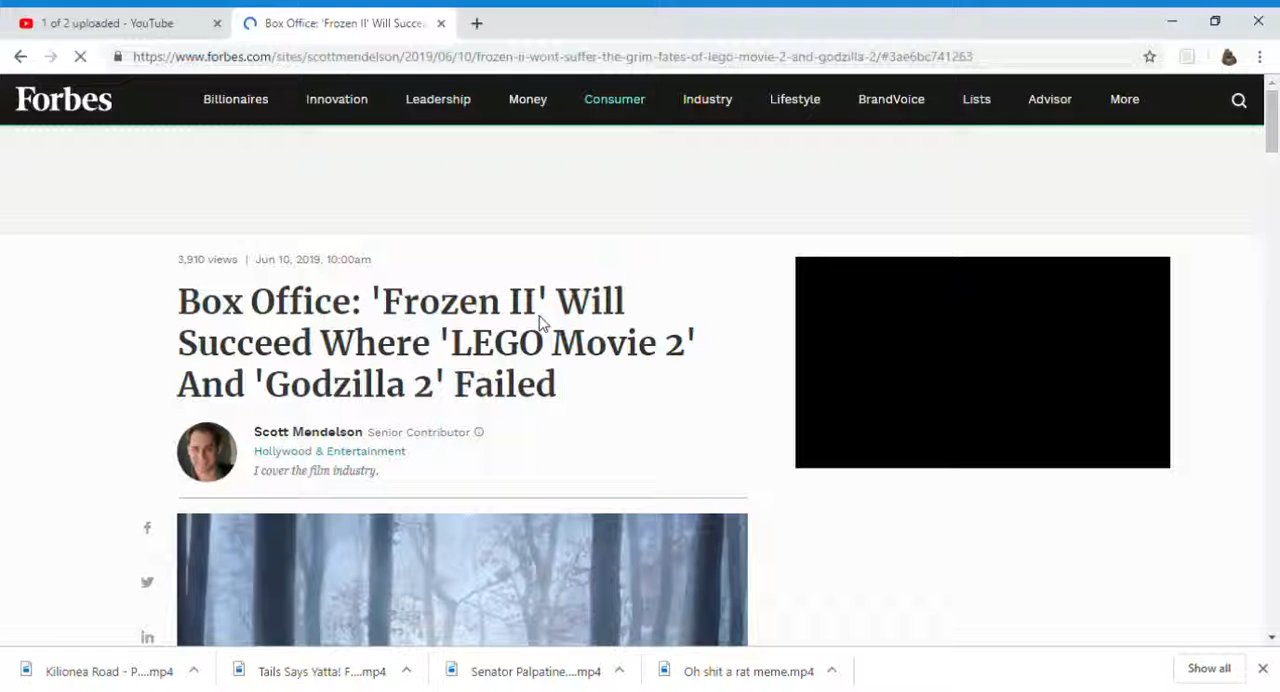 1 of 2 uploaded - YouTube
Box Office: 'Frozen II' Will Succe
https://www.forbes.com/sites/scottmendelson/2019/06/10/frozen-ii-wont-suffer-the-grim-fates-of-lego-movie-2-and-godzilla-2/#3ae6bc741263
Forbes
Billionaires Innovation Leadership Money Consumer Industry Lifestyle BrandVoice Lists Advisor More
3,910 views | Jun 10, 2019, 10:00am
Box Office: 'Frozen II' Will
Succeed Where 'LEGO Movie 2'
And 'Godzilla 2' Failed
Scott Mendelson Senior Contributor
Hollywood & Entertainment
I cover the film industry.
f
in
Kilionea Road - P....mp4 Tails Says Yatta! F....mp4 Senator Palpatine....mp4 Oh shit a rat meme.mp4 Show all